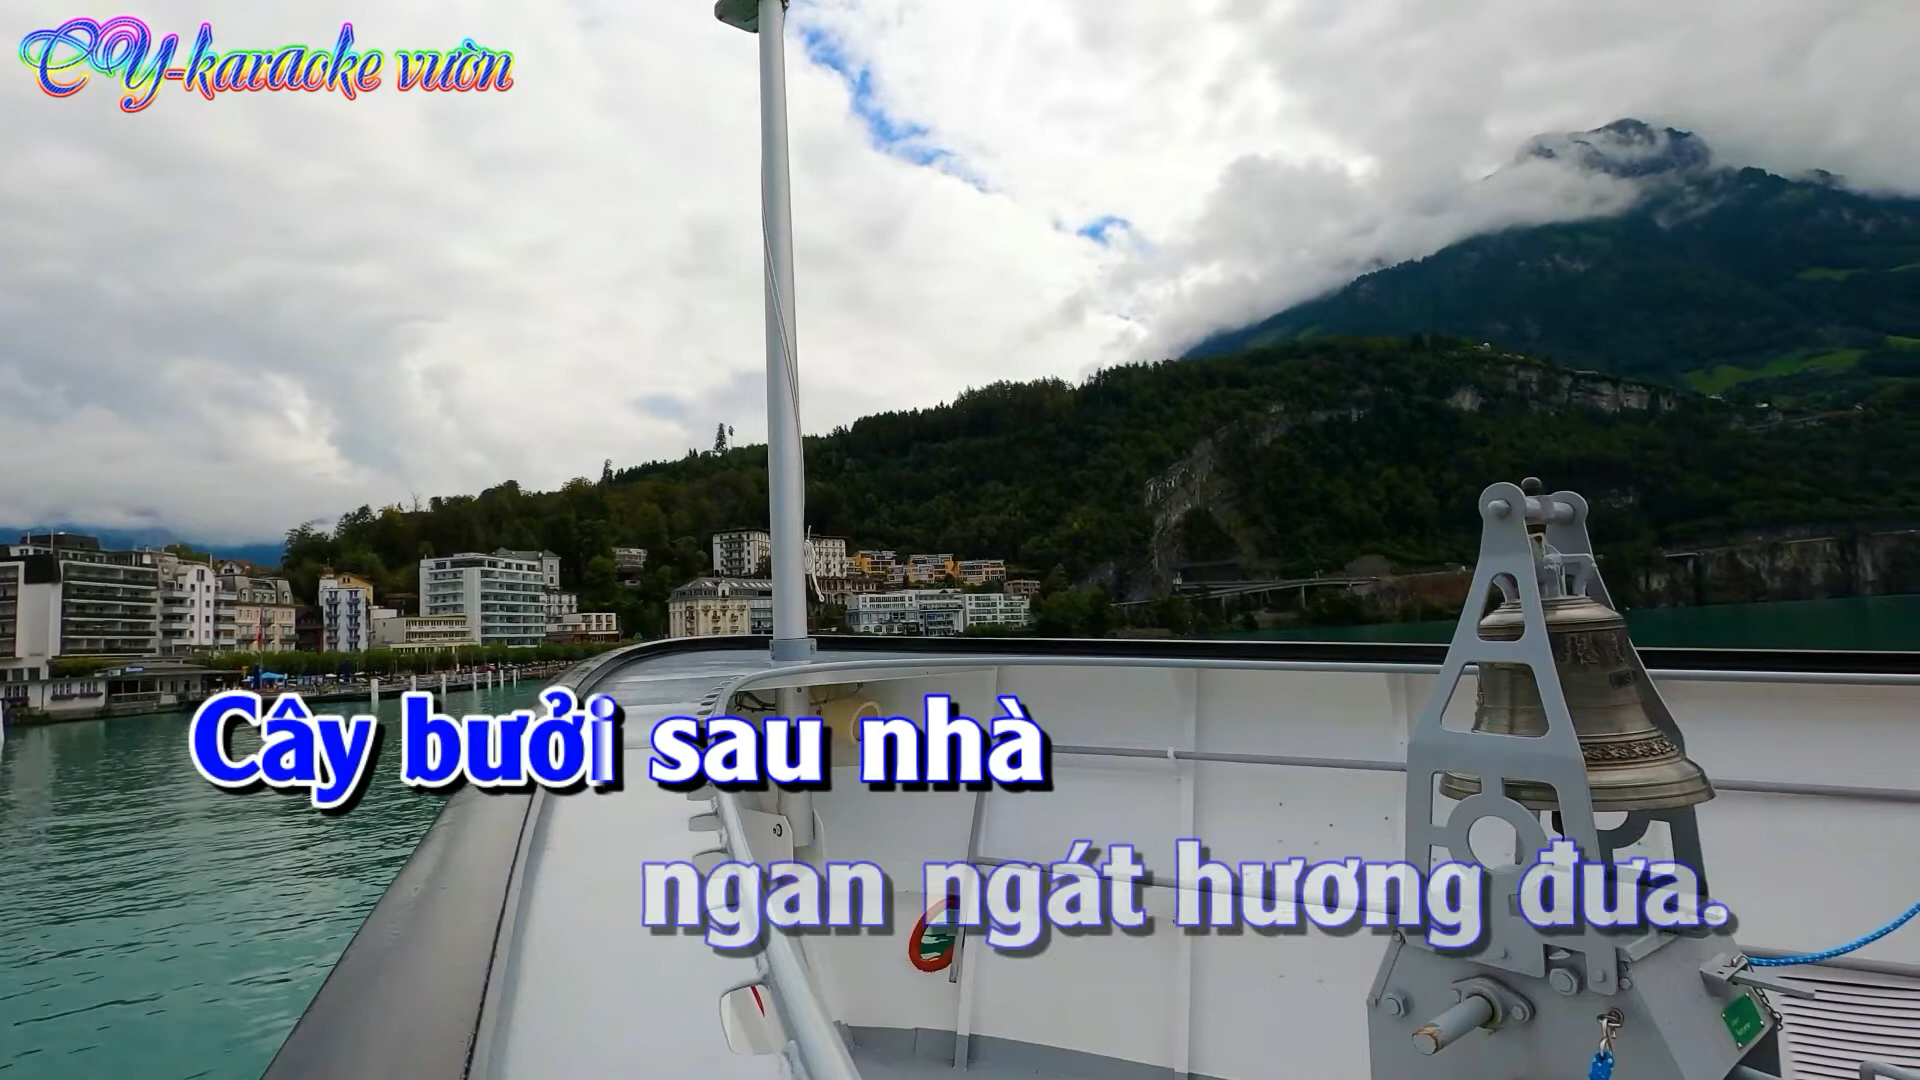 CY-karaoke vườn
Cây bưởi sau nhà
ngan ngát hương đưa.